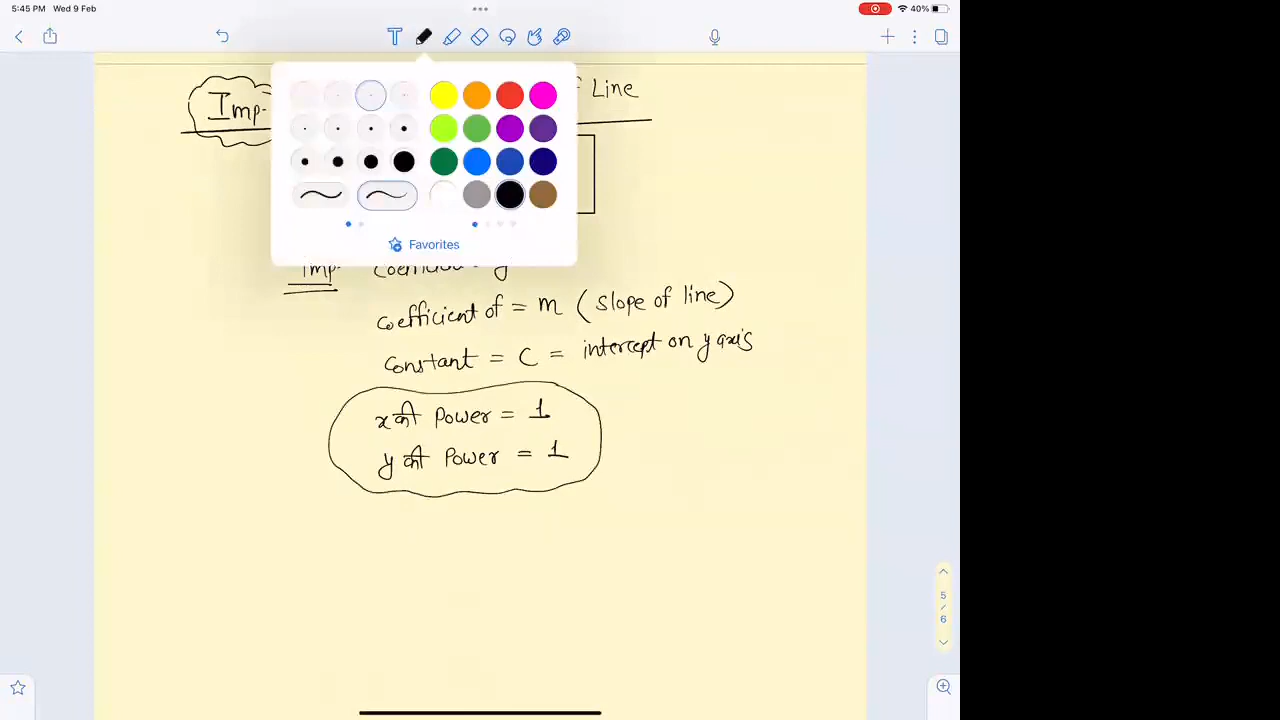 5:45 PM Wed 9 Feb
40%
T
Imp.
Line
Favorites
Imp.
coefficient of = m (slope of line)
constant = C = intercept on y axis
x की Power = 1
y की Power = 1
5
/
6